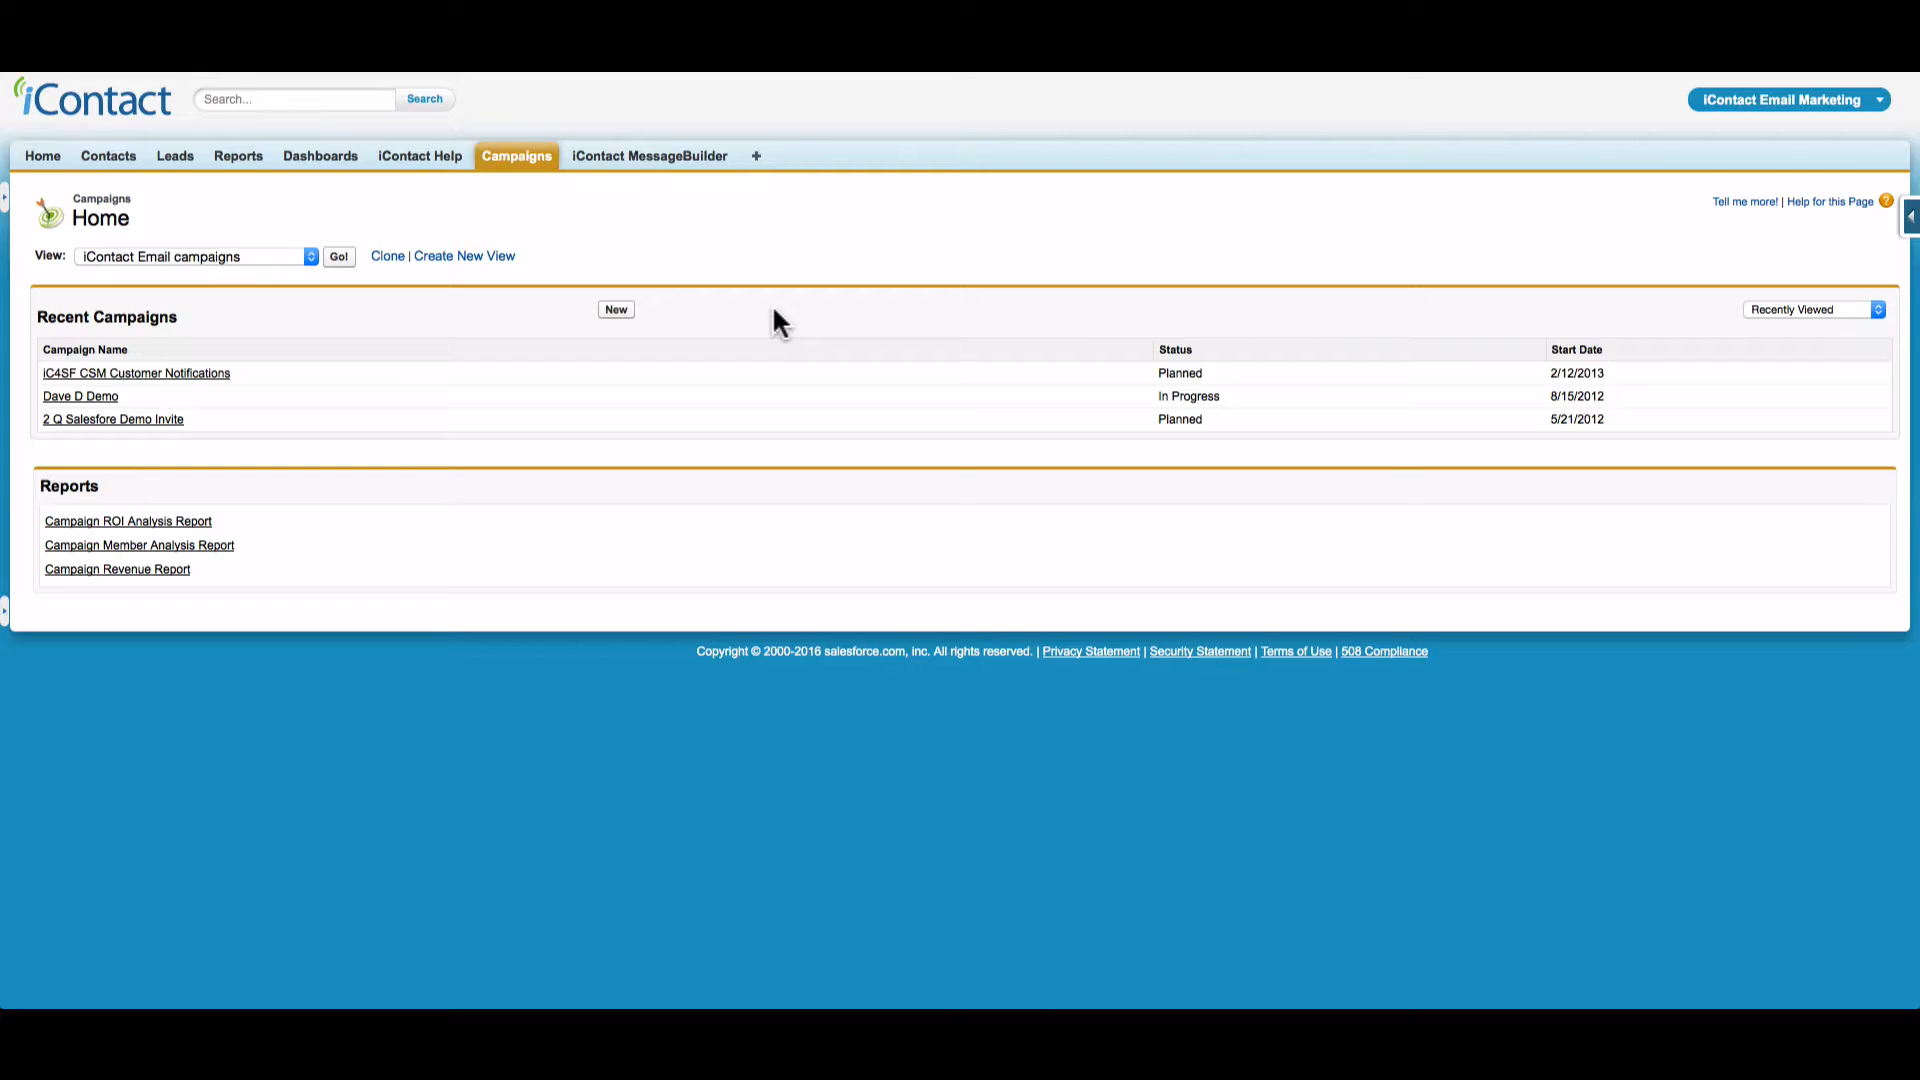 iContact
Search... Search
iContact Email Marketing
Home Contacts Leads Reports Dashboards iContact Help Campaigns iContact MessageBuilder +
Campaigns
Home
Tell me more! | Help for this Page ?
View: iContact Email campaigns Go! Clone | Create New View
Recent Campaigns New Recently Viewed
Campaign Name Status Start Date
iC4SF CSM Customer Notifications Planned 2/12/2013
Dave D Demo In Progress 8/15/2012
2 Q Salesfore Demo Invite Planned 5/21/2012
Reports
Campaign ROI Analysis Report
Campaign Member Analysis Report
Campaign Revenue Report
Copyright © 2000-2016 salesforce.com, inc. All rights reserved. | Privacy Statement | Security Statement | Terms of Use | 508 Compliance